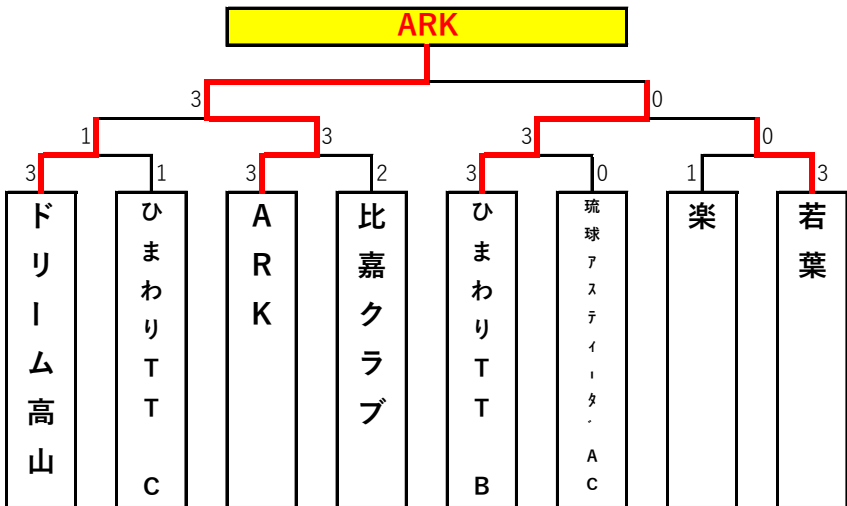 ARK
3 0
1 3 3 0
3 1 3 2 3 0 1 3
ドリーム高山
ひまわりTT C
ARK
比嘉クラブ
ひまわりTT B
琉球アスティーダ AC
楽
若葉